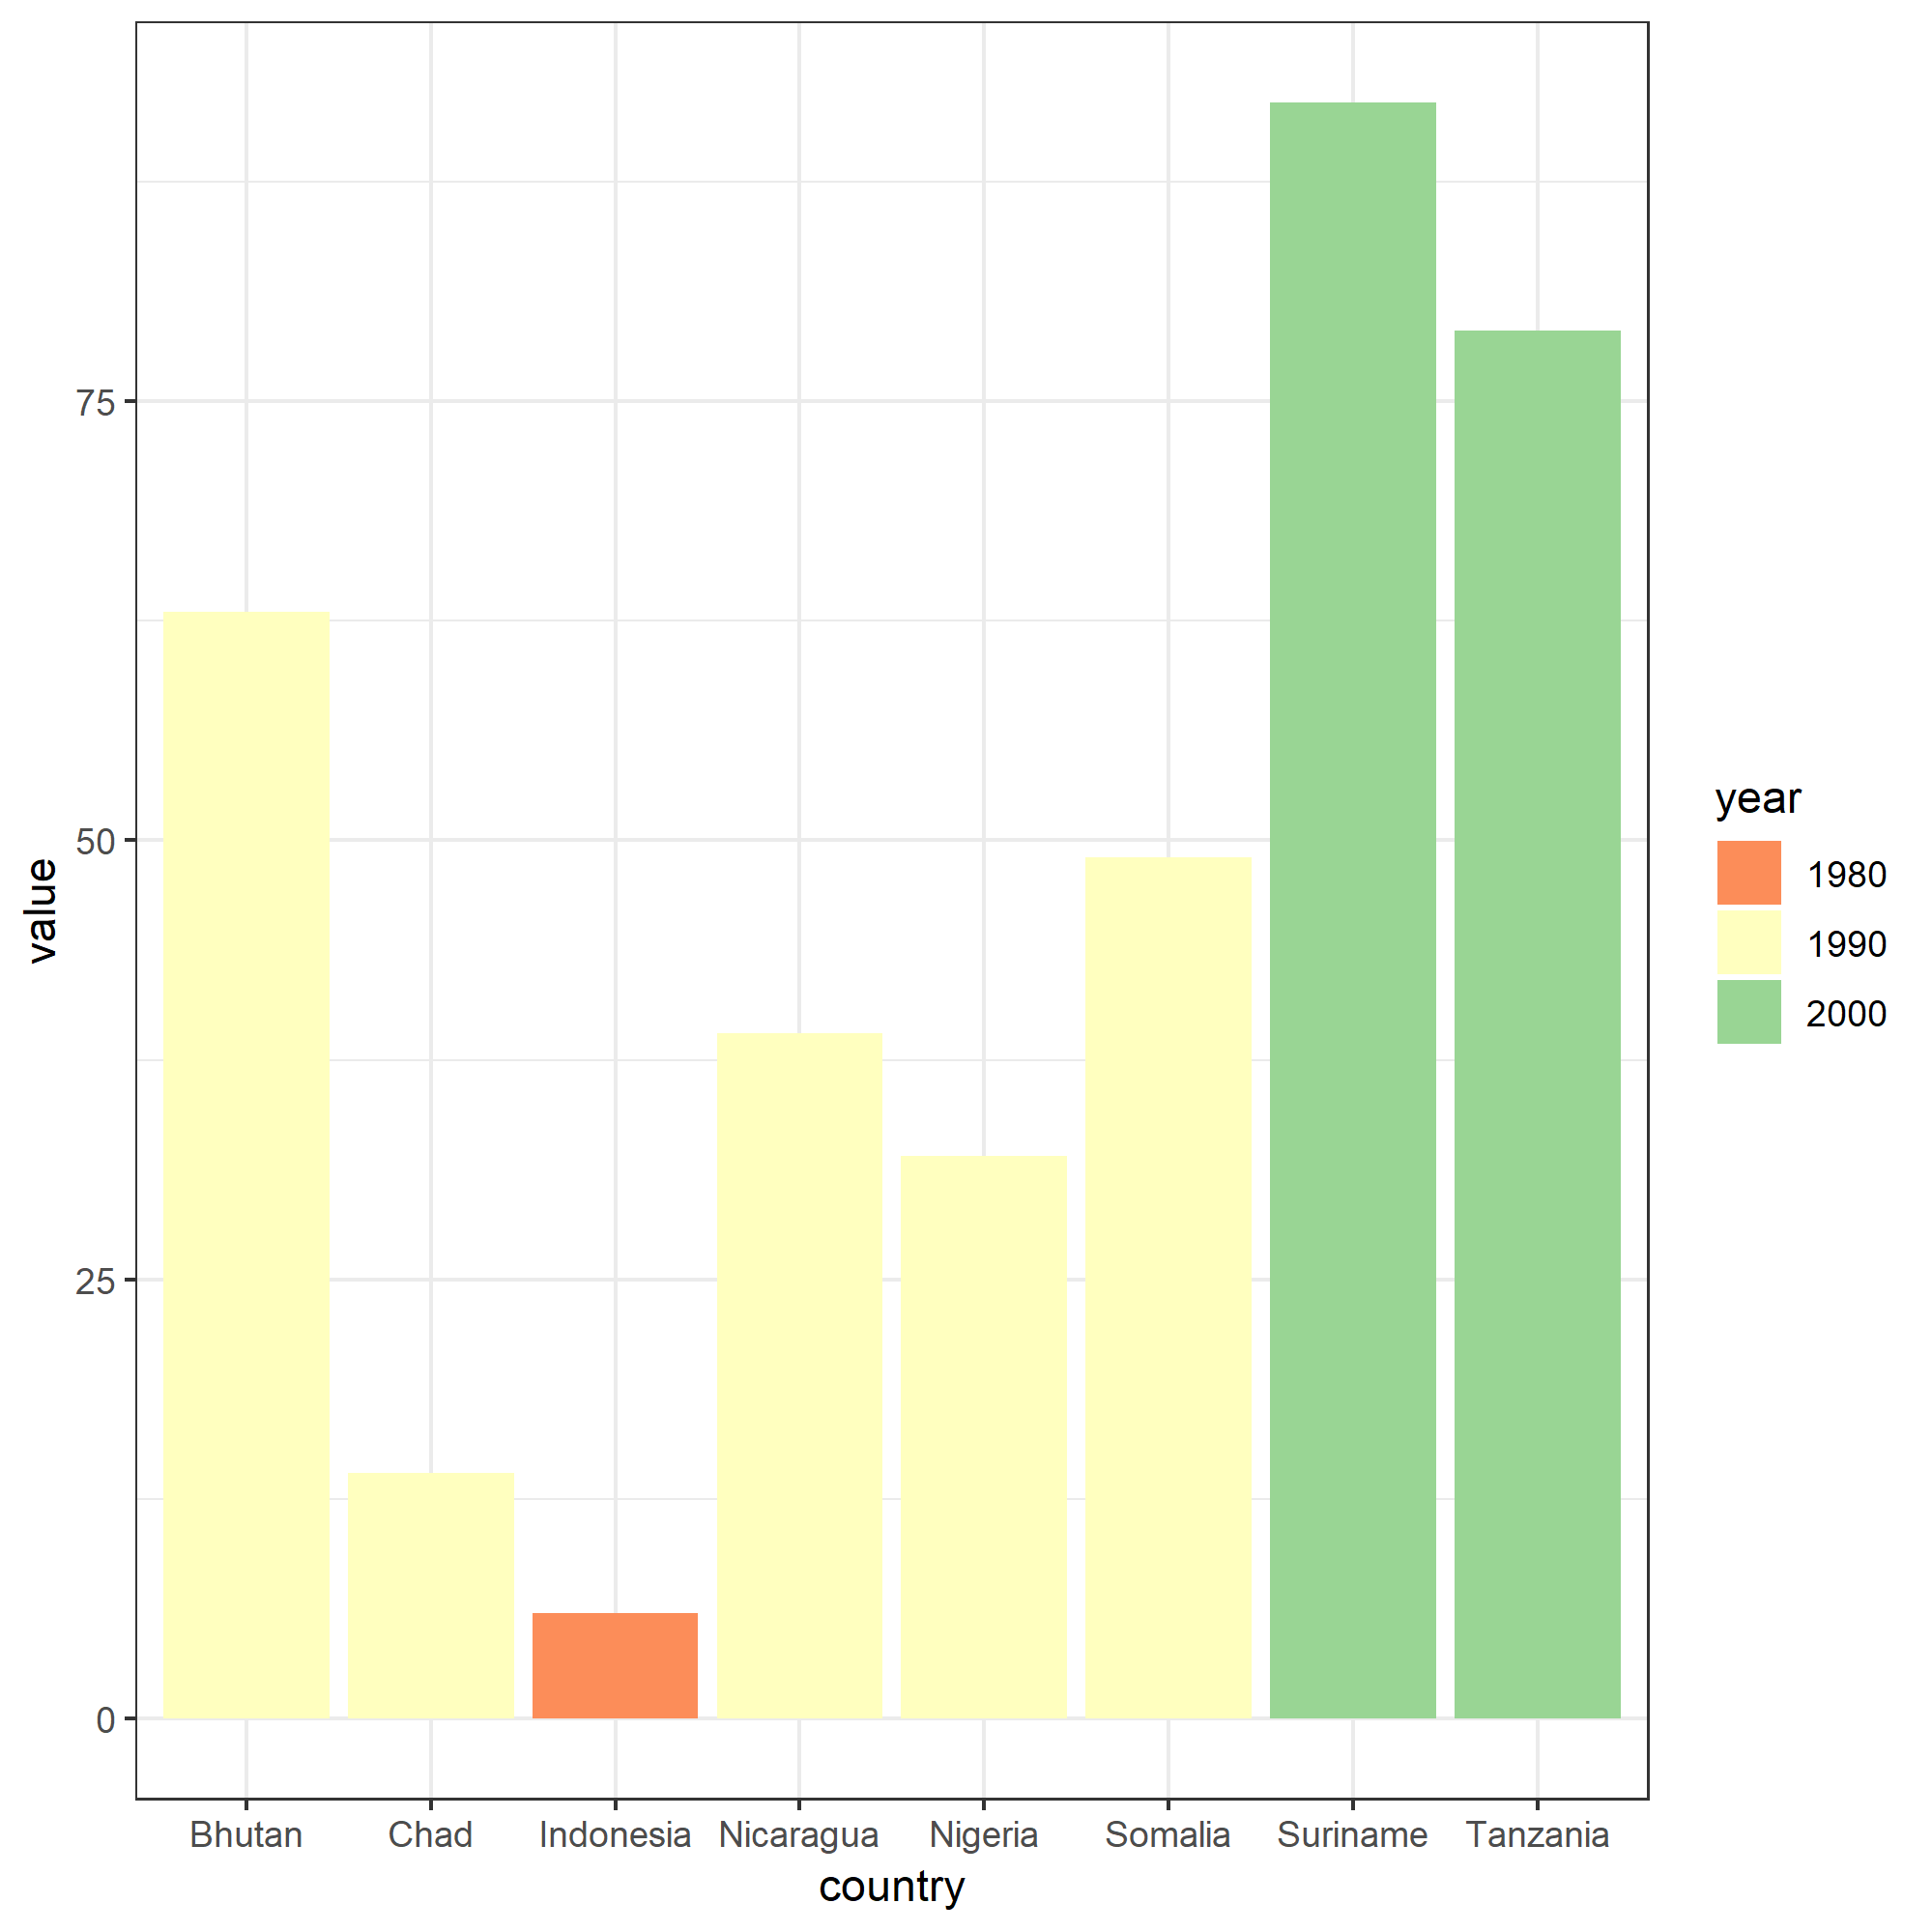 75
50
25
0
value
Bhutan Chad Indonesia Nicaragua Nigeria Somalia Suriname Tanzania
country
year
1980
1990
2000